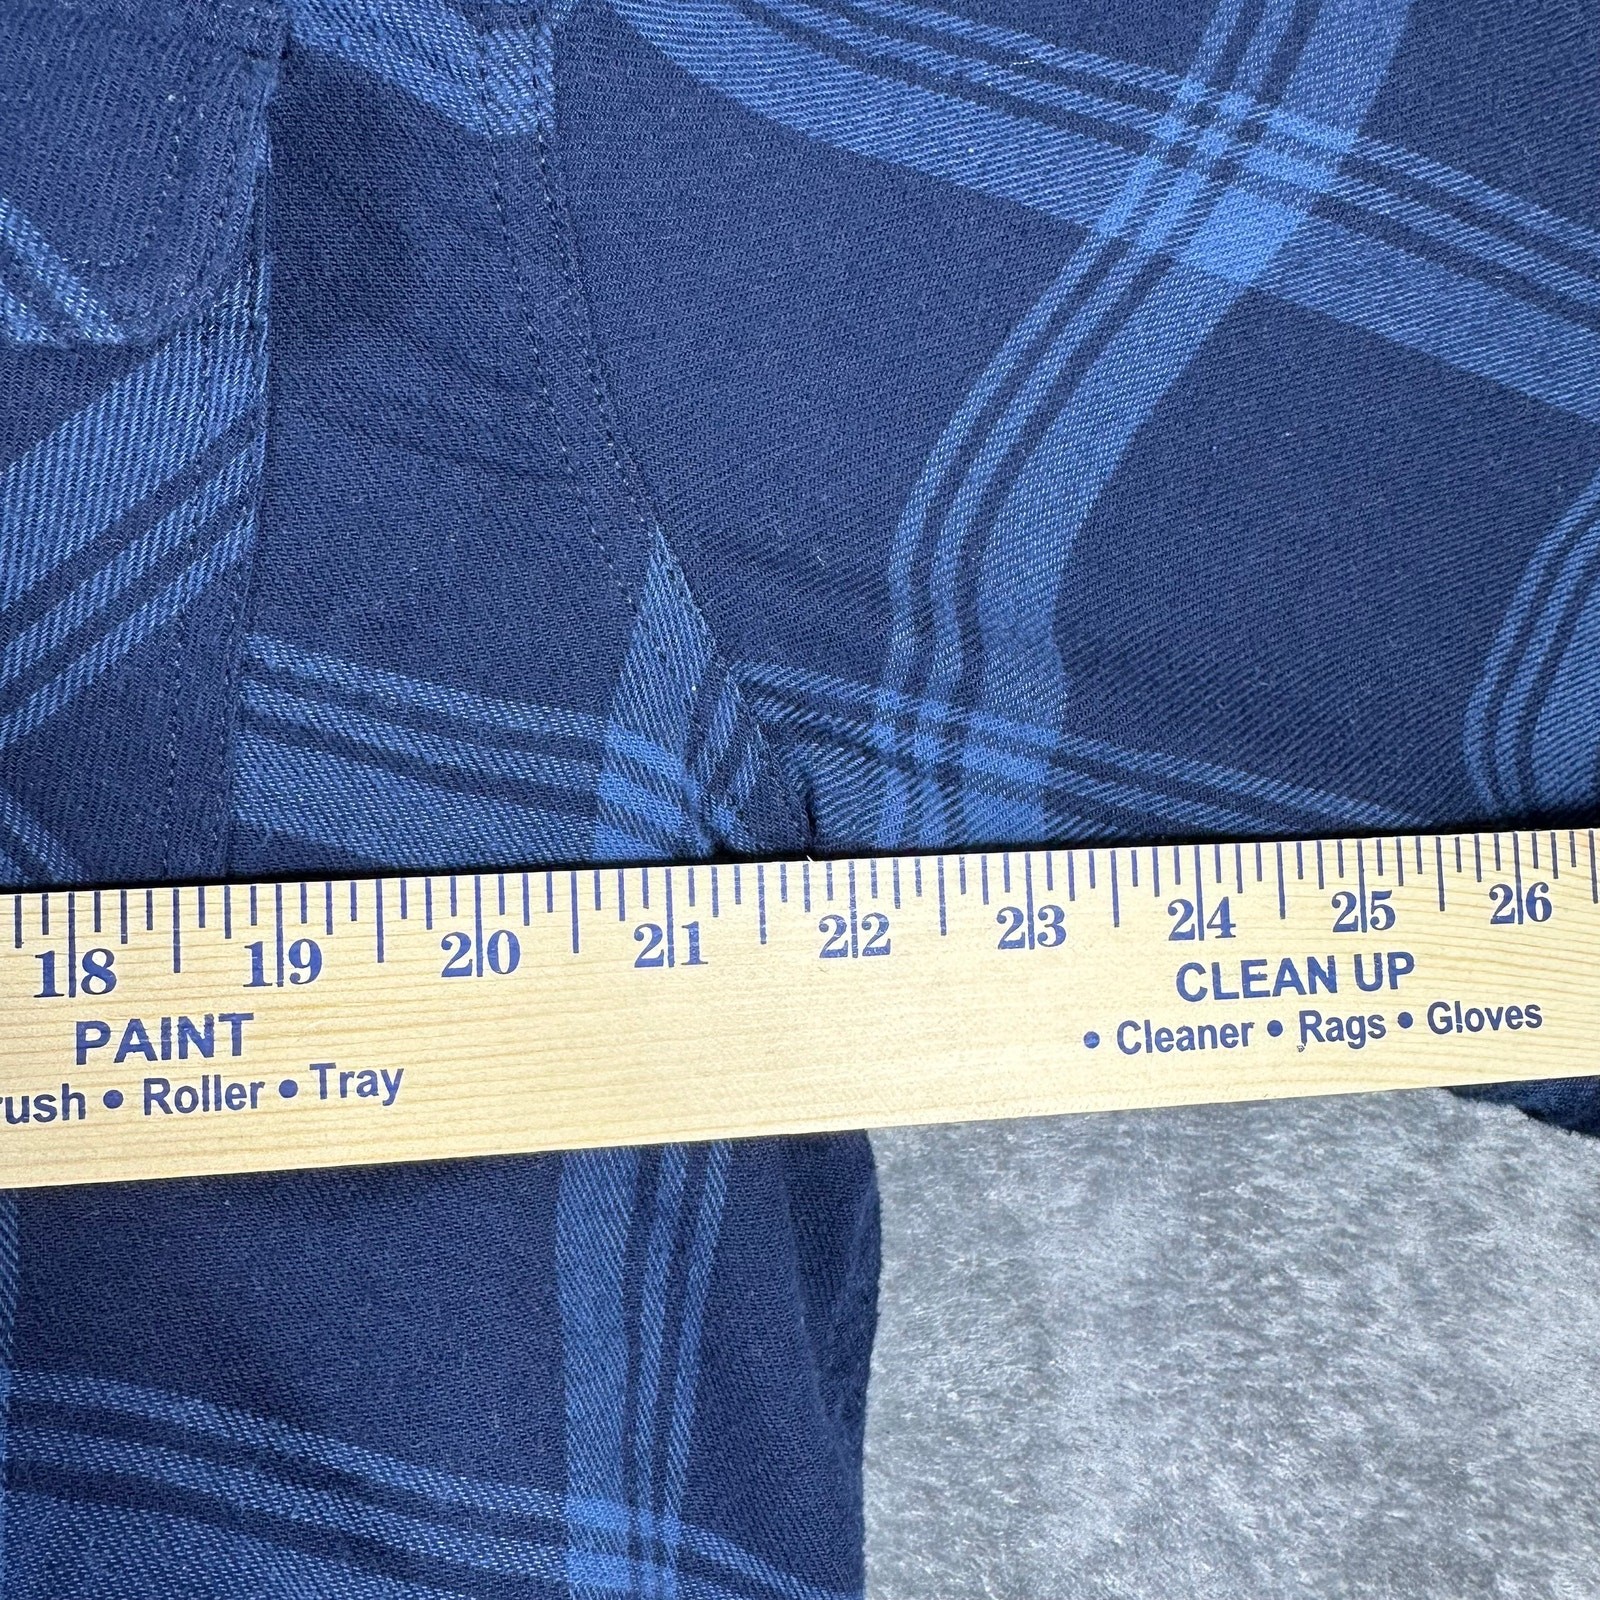 18 19 20 21 22 23 24 25 26
PAINT
rush • Roller • Tray
CLEAN UP
• Cleaner • Rags • Gloves